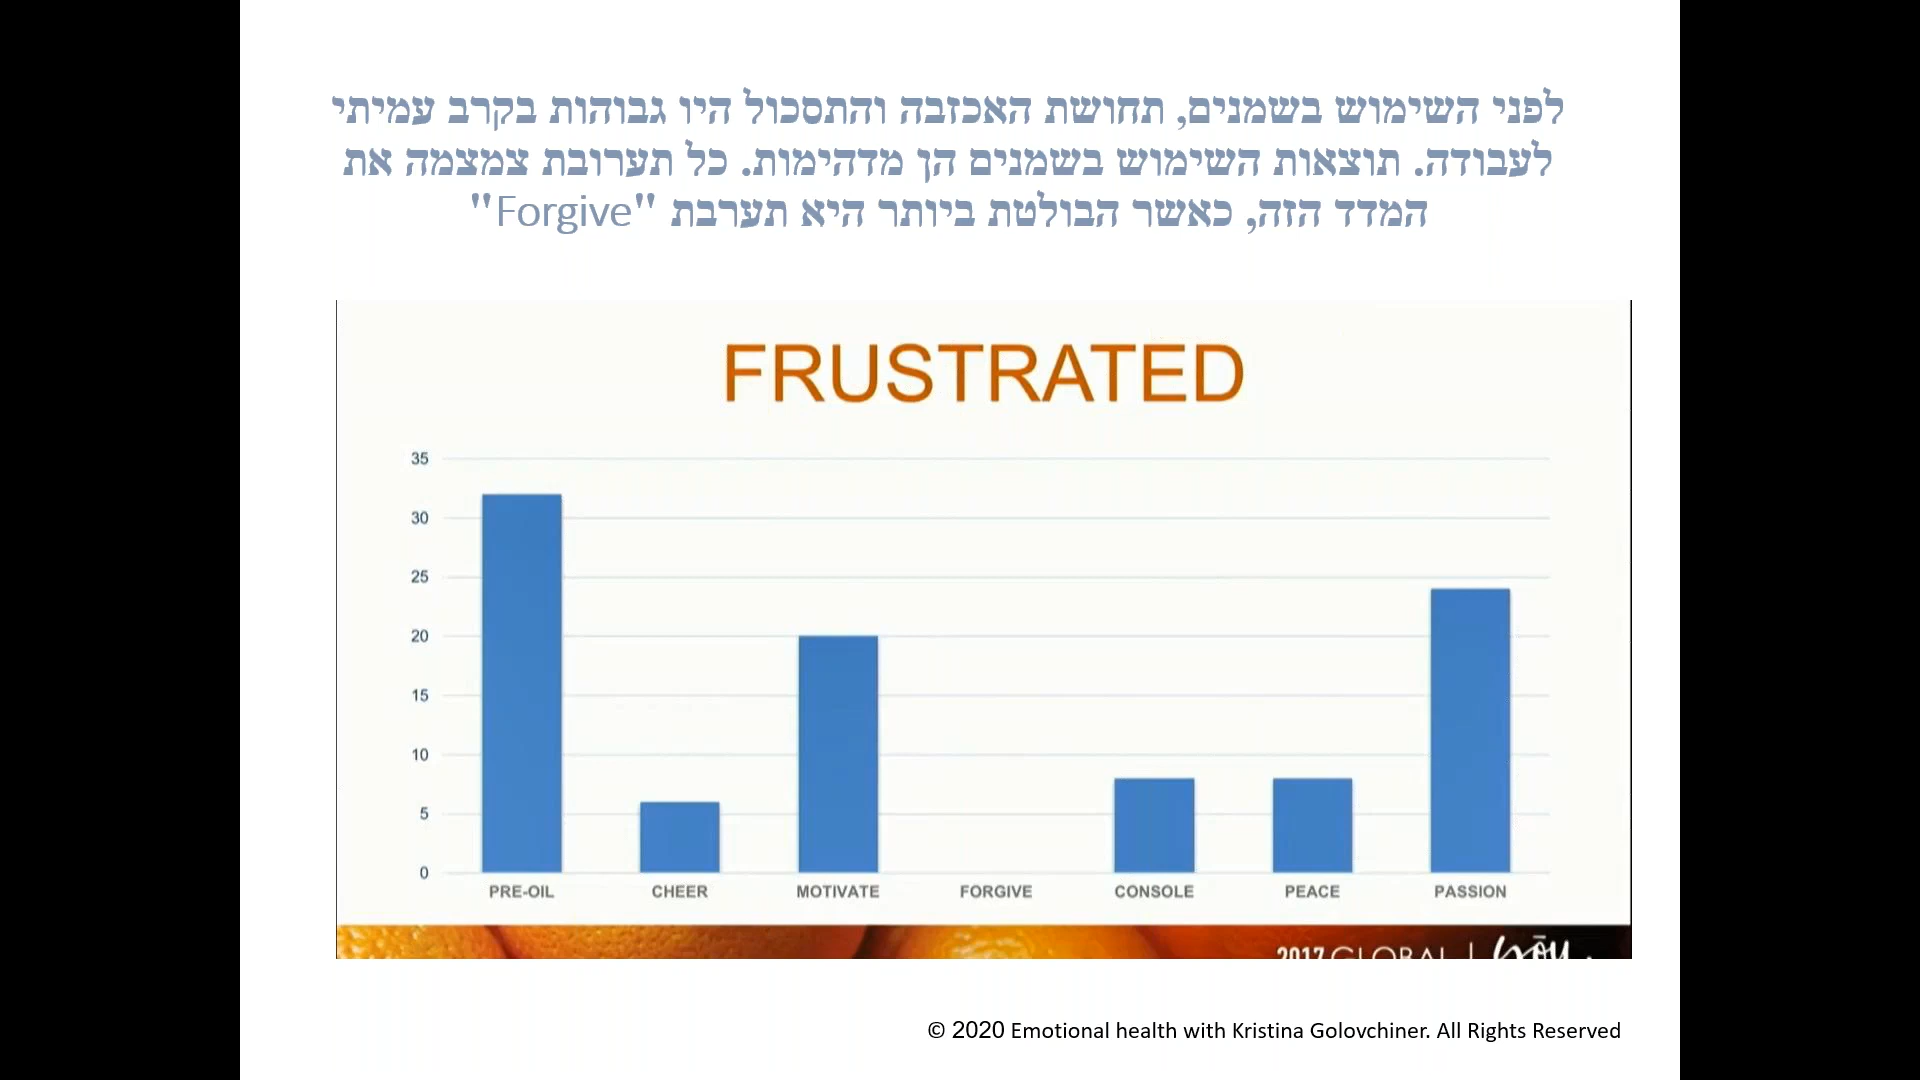 לפני השימוש בשמנים, תחושת האכזבה והתסכול היו גבוהות בקרב עמיתי
לעבודה. תוצאות השימוש בשמנים הן מדהימות. כל תערובת צמצמה את
המדד הזה, כאשר הבולטת ביותר היא תערבת "Forgive"
FRUSTRATED
35
30
25
20
15
10
5
0
PRE-OIL CHEER MOTIVATE FORGIVE CONSOLE PEACE PASSION
2017 GLOBAL |
© 2020 Emotional health with Kristina Golovchiner. All Rights Reserved